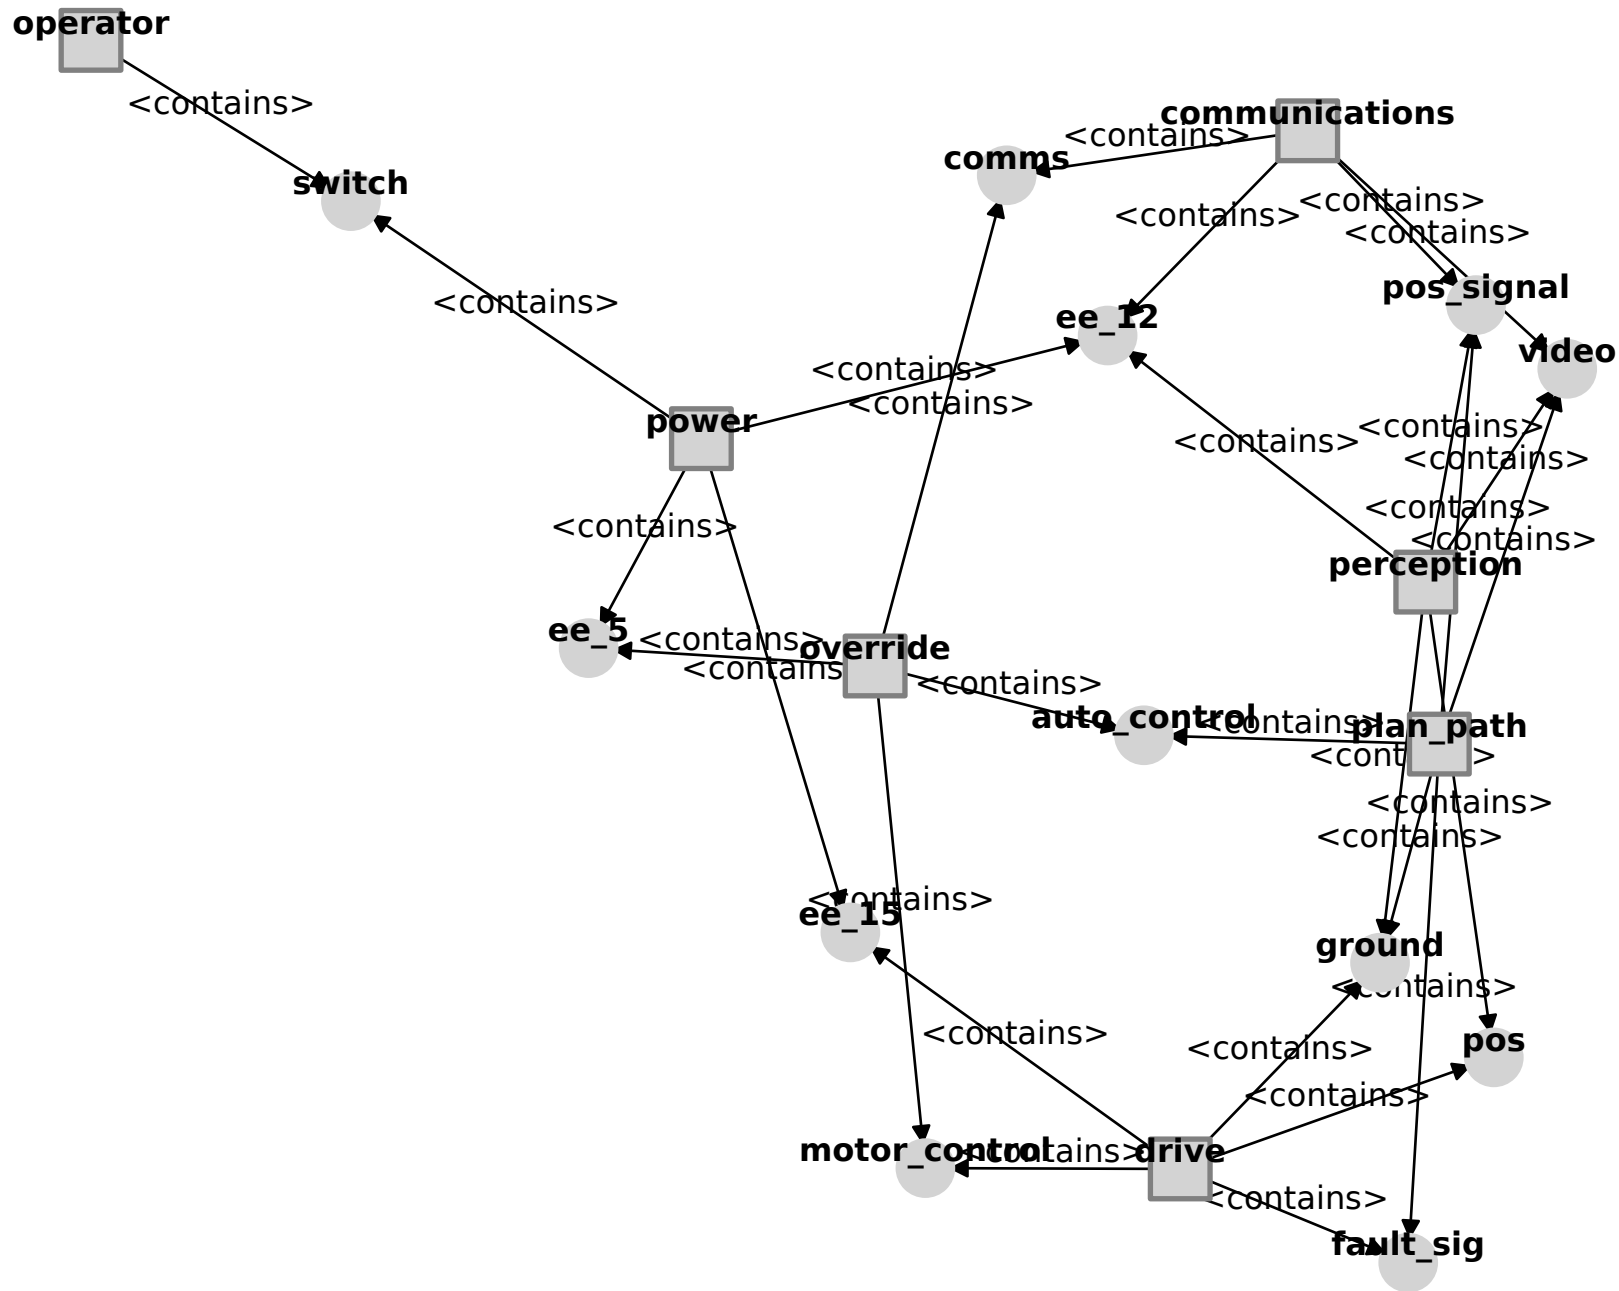 operator
<contains>
communications
<contains>
comms
switch
<contains>
<contains>
<contains>
pos_signal
<contains>
ee_12
video
<contains>
<contains>
power
<contains>
<contains>
<contains>
<contains>
<contains>
<contains>
<contains>
perception
ee_5
<contains>
override
<contains
<contains>
auto_control
<contains>
plan_path
<cont
>
<contains>
<contains>
<contains>
ee_15
ground
<contains>
<contains>
<contains>
pos
<contains>
motor_control
<contains>
drive
<contains>
fault_sig